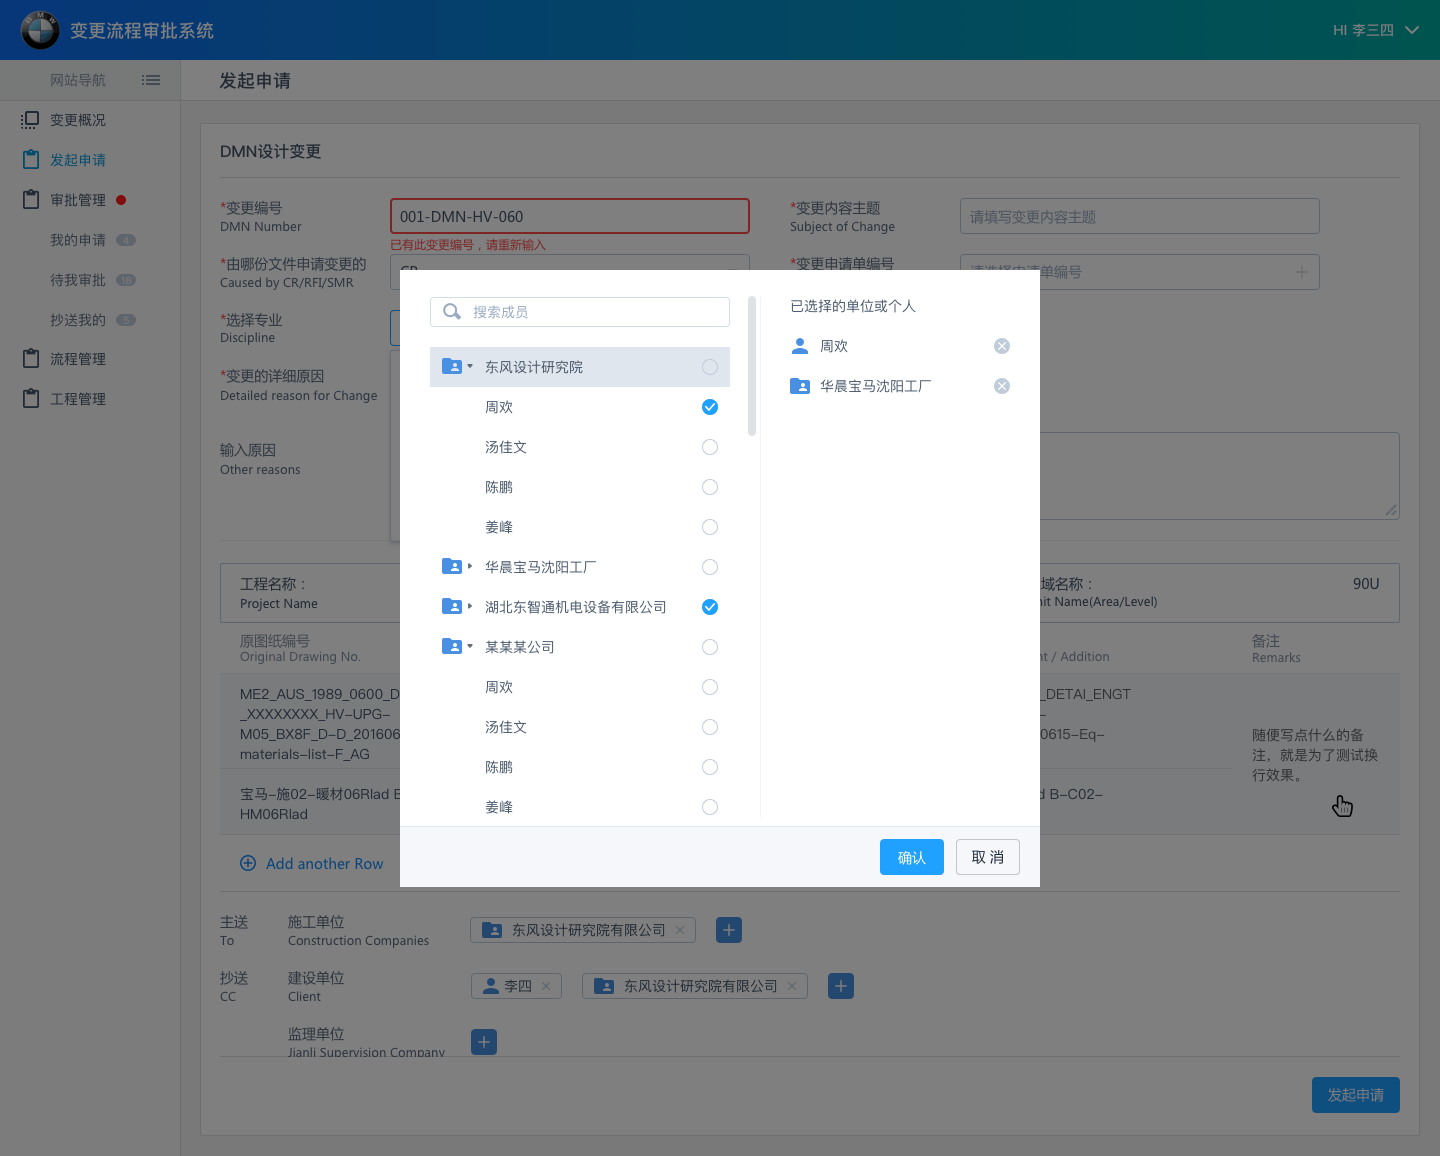 变更流程审批系统
HI 李三四
网站导航
发起申请
变更概况
发起申请
审批管理
我的申请 4
待我审批 18
抄送我的 5
流程管理
工程管理
DMN设计变更
*变更编号
DMN Number
001-DMN-HV-060
已有此变更编号，请重新输入
*变更内容主题
Subject of Change
请填写变更内容主题
*由哪份文件申请变更的
Caused by CR/RFI/SMR
*变更申请单编号
*选择专业
Discipline
*变更的详细原因
Detailed reason for Change
输入原因
Other reasons
搜索成员
东风设计研究院
周欢
汤佳文
陈鹏
姜峰
华晨宝马沈阳工厂
湖北东智通机电设备有限公司
某某某公司
周欢
汤佳文
陈鹏
姜峰
已选择的单位或个人
周欢
华晨宝马沈阳工厂
确认
取 消
工程名称：
Project Name
域名称：
nit Name(Area/Level)
90U
原图纸编号
Original Drawing No.
nt / Addition
备注
Remarks
ME2_AUS_1989_0600_D
_XXXXXXXX_HV-UPG-
M05_BX8F_D-D_201606
materials-list-F_AG
_DETAI_ENGT
0615-Eq-
随便写点什么的备
注，就是为了测试换
行效果。
宝马-施02-暖材06Rlad B
HM06Rlad
d B-C02-
Add another Row
主送
To
施工单位
Construction Companies
东风设计研究院有限公司
抄送
CC
建设单位
Client
李四
东风设计研究院有限公司
监理单位
Jianli Supervision Company
发起申请